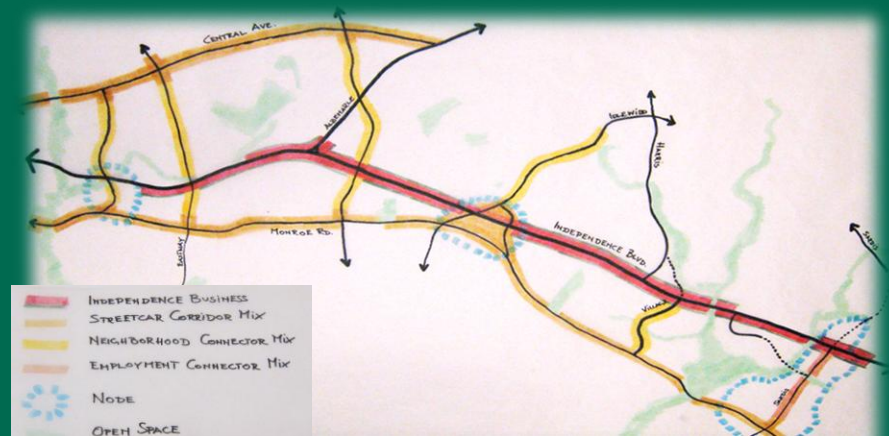 CENTRAL AVE.
ALBEMARLE
IDLEWILD
HARRIS
SARDIS
INDEPENDENCE BLVD.
MONROE RD.
VILLAGE
INDEPENDENCE BUSINESS
STREETCAR CORRIDOR MIX
NEIGHBORHOOD CONNECTOR MIX
EMPLOYMENT CONNECTOR MIX
NODE
OPEN SPACE